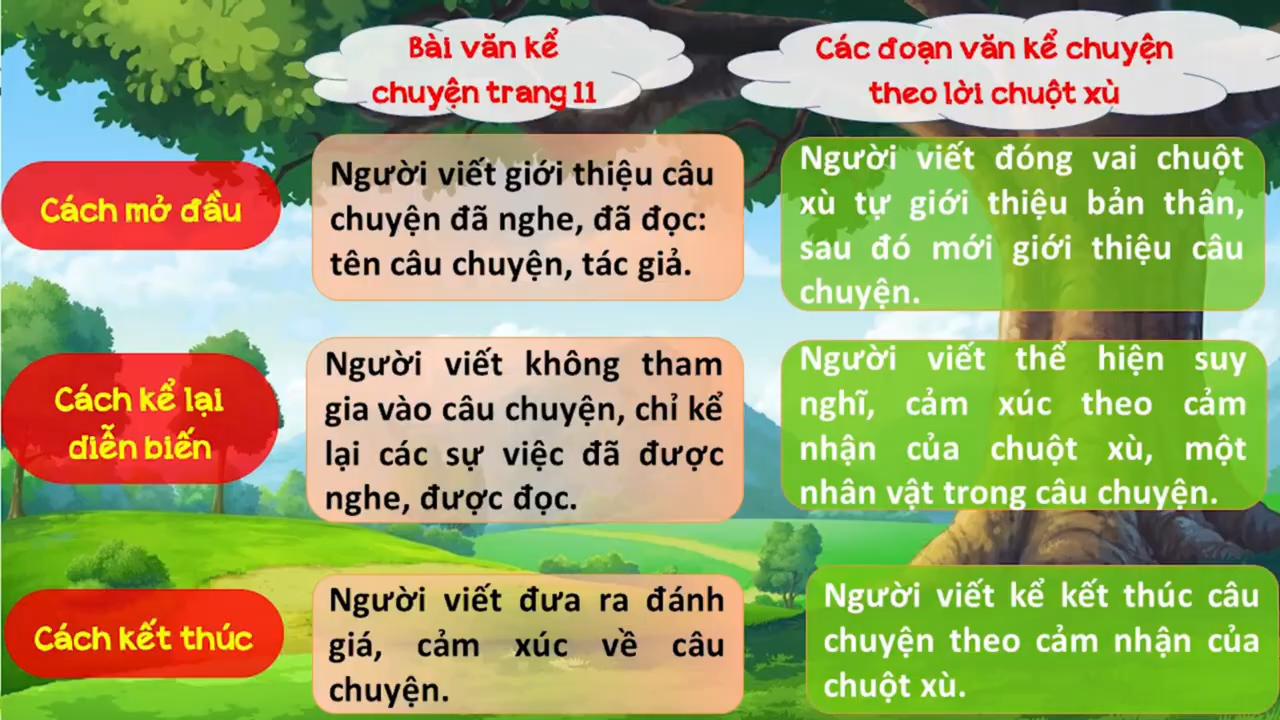 Bài văn kể
chuyện trang 11
Các đoạn văn kể chuyện
theo lời chuột xù
Cách mở đầu
Người viết giới thiệu câu
chuyện đã nghe, đã đọc:
tên câu chuyện, tác giả.
Người viết đóng vai chuột
xù tự giới thiệu bản thân,
sau đó mới giới thiệu câu
chuyện.
Cách kể lại
diễn biến
Người viết không tham
gia vào câu chuyện, chỉ kể
lại các sự việc đã được
nghe, được đọc.
Người viết thể hiện suy
nghĩ, cảm xúc theo cảm
nhận của chuột xù, một
nhân vật trong câu chuyện.
Cách kết thúc
Người viết đưa ra đánh
giá, cảm xúc về câu
chuyện.
Người viết kể kết thúc câu
chuyện theo cảm nhận của
chuột xù.